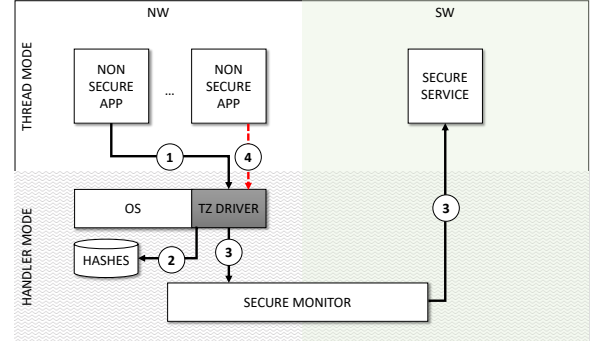 NW
SW
THREAD MODE
NON
SECURE
APP
...
NON
SECURE
APP
SECURE
SERVICE
1
4
HANDLER MODE
OS
TZ DRIVER
3
HASHES
2
3
SECURE MONITOR